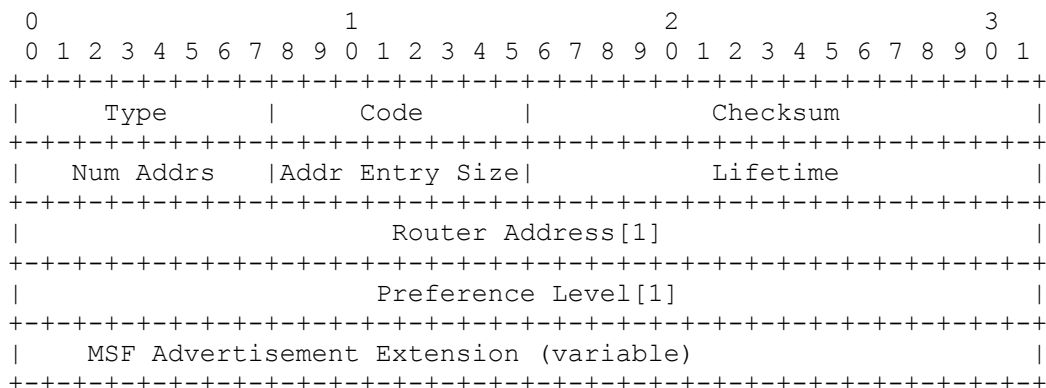 0                   1                   2                   3
 0 1 2 3 4 5 6 7 8 9 0 1 2 3 4 5 6 7 8 9 0 1 2 3 4 5 6 7 8 9 0 1
+-+-+-+-+-+-+-+-+-+-+-+-+-+-+-+-+-+-+-+-+-+-+-+-+-+-+-+-+-+-+-+-+
|     Type      |     Code      |           Checksum            |
+-+-+-+-+-+-+-+-+-+-+-+-+-+-+-+-+-+-+-+-+-+-+-+-+-+-+-+-+-+-+-+-+
|   Num Addrs   |Addr Entry Size|           Lifetime            |
+-+-+-+-+-+-+-+-+-+-+-+-+-+-+-+-+-+-+-+-+-+-+-+-+-+-+-+-+-+-+-+-+
|                       Router Address[1]                       |
+-+-+-+-+-+-+-+-+-+-+-+-+-+-+-+-+-+-+-+-+-+-+-+-+-+-+-+-+-+-+-+-+
|                      Preference Level[1]                      |
+-+-+-+-+-+-+-+-+-+-+-+-+-+-+-+-+-+-+-+-+-+-+-+-+-+-+-+-+-+-+-+-+
|    MSF Advertisement Extension (variable)                     |
+-+-+-+-+-+-+-+-+-+-+-+-+-+-+-+-+-+-+-+-+-+-+-+-+-+-+-+-+-+-+-+-+